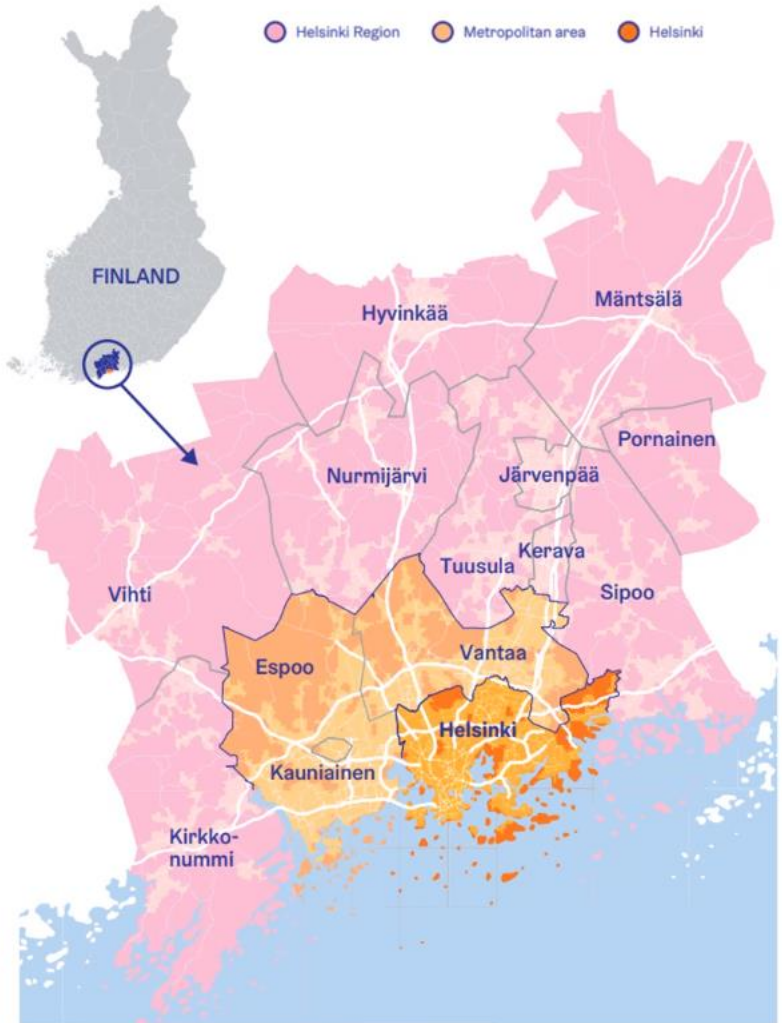 Helsinki Region
Metropolitan area
Helsinki
FINLAND
Hyvinkää
Mäntsälä
Pornainen
Nurmijärvi
Järvenpää
Tuusula
Kerava
Vihti
Sipoo
Espoo
Vantaa
Helsinki
Kauniainen
Kirkko-
nummi